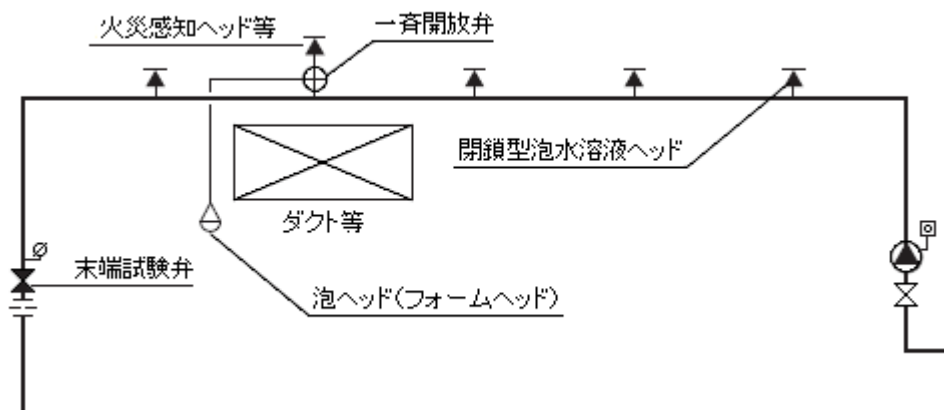 火災感知ヘッド等
一斉開放弁
閉鎖型泡水溶液ヘッド
ダクト等
末端試験弁
泡ヘッド(フォームヘッド)